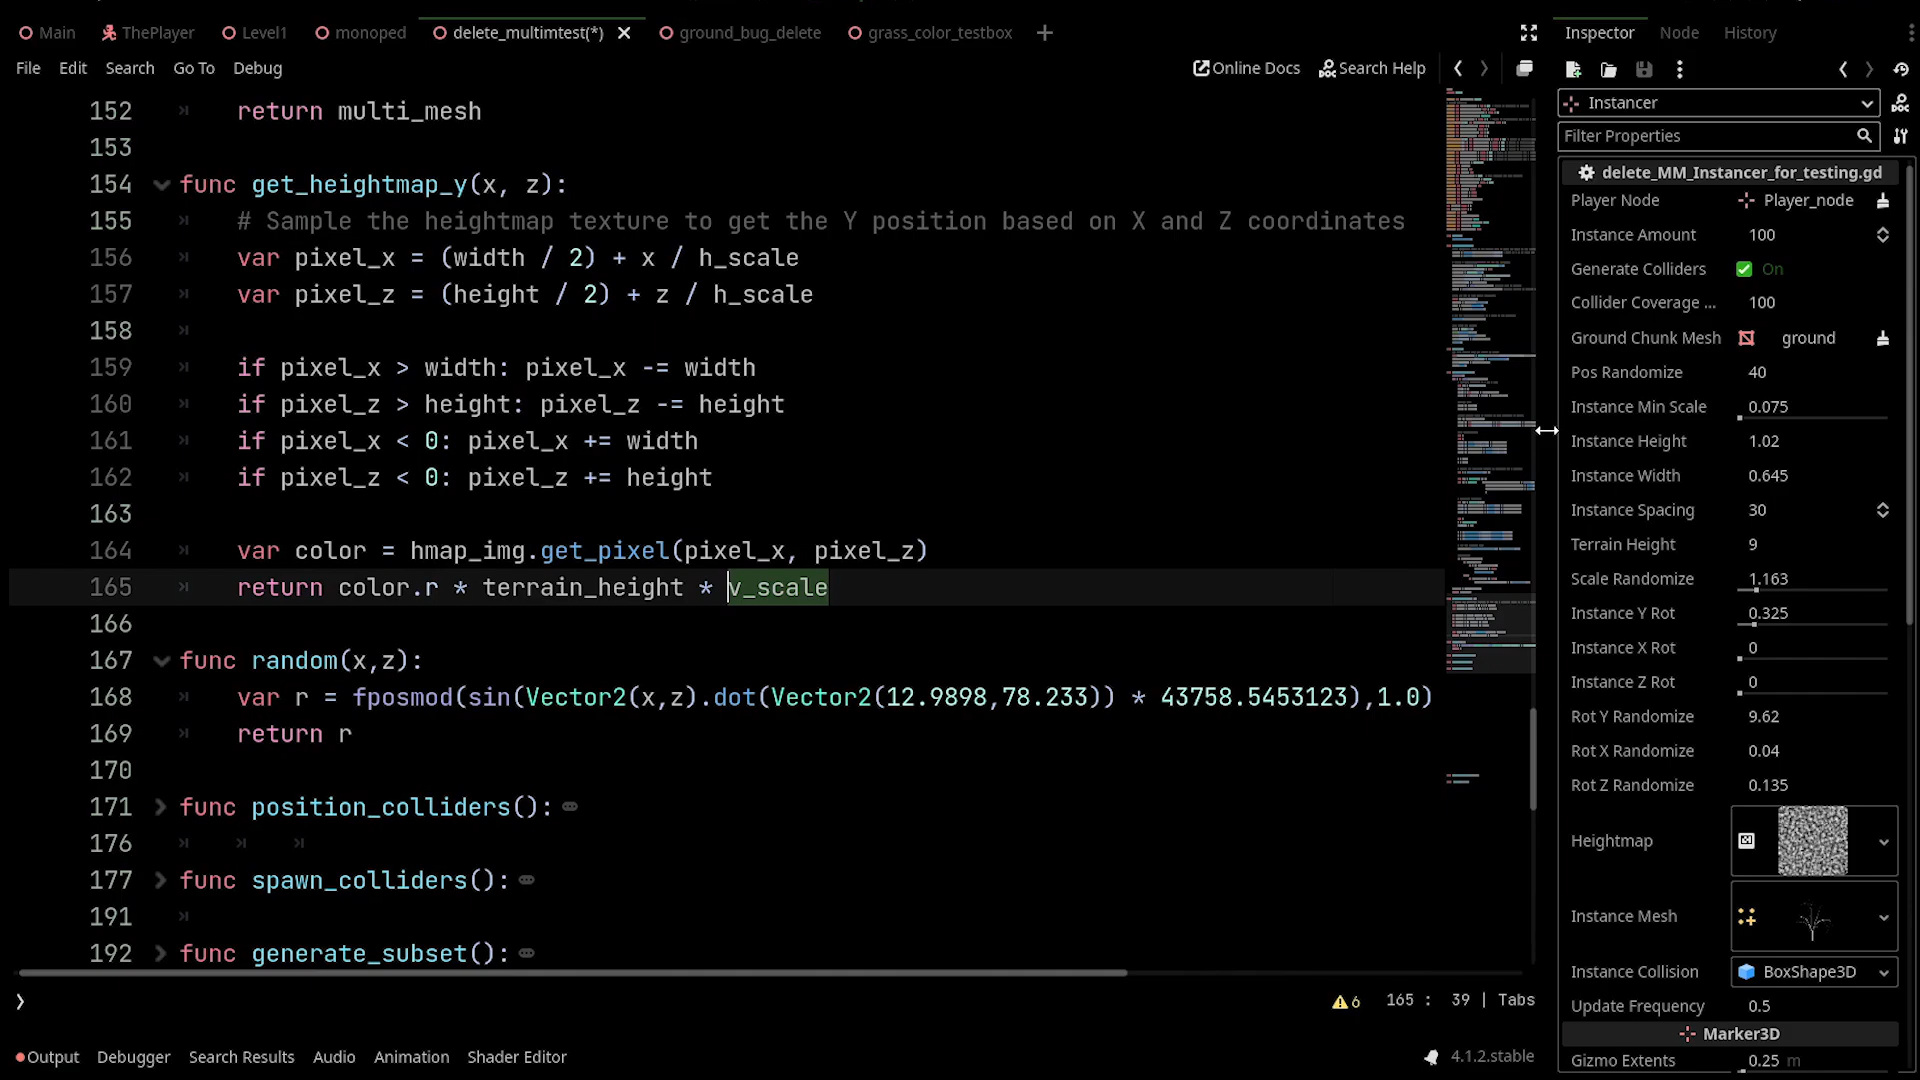 Main
ThePlayer
Level1
monoped
delete_multimtest(*)
ground_bug_delete
grass_color_testbox
Inspector
Node
History
File
Edit
Search
Go To
Debug
Online Docs
Search Help
152 return multi_mesh
153
154 func get_heightmap_y(x, z):
155 # Sample the heightmap texture to get the Y position based on X and Z coordinates
156 var pixel_x = (width / 2) + x / h_scale
157 var pixel_z = (height / 2) + z / h_scale
158
159 if pixel_x > width: pixel_x -= width
160 if pixel_z > height: pixel_z -= height
161 if pixel_x < 0: pixel_x += width
162 if pixel_z < 0: pixel_z += height
163
164 var color = hmap_img.get_pixel(pixel_x, pixel_z)
165 return color.r * terrain_height * v_scale
166
167 func random(x,z):
168 var r = fposmod(sin(Vector2(x,z).dot(Vector2(12.9898,78.233)) * 43758.5453123),1.0)
169 return r
170
171 func position_colliders():
176
177 func spawn_colliders():
191
192 func generate_subset():
6
165 : 39 | Tabs
Output
Debugger
Search Results
Audio
Animation
Shader Editor
4.1.2.stable
Instancer
Filter Properties
delete_MM_Instancer_for_testing.gd
Player Node Player_node
Instance Amount 100
Generate Colliders On
Collider Coverage ... 100
Ground Chunk Mesh ground
Pos Randomize 40
Instance Min Scale 0.075
Instance Height 1.02
Instance Width 0.645
Instance Spacing 30
Terrain Height 9
Scale Randomize 1.163
Instance Y Rot 0.325
Instance X Rot 0
Instance Z Rot 0
Rot Y Randomize 9.62
Rot X Randomize 0.04
Rot Z Randomize 0.135
Heightmap
Instance Mesh
Instance Collision BoxShape3D
Update Frequency 0.5
Marker3D
Gizmo Extents 0.25 m